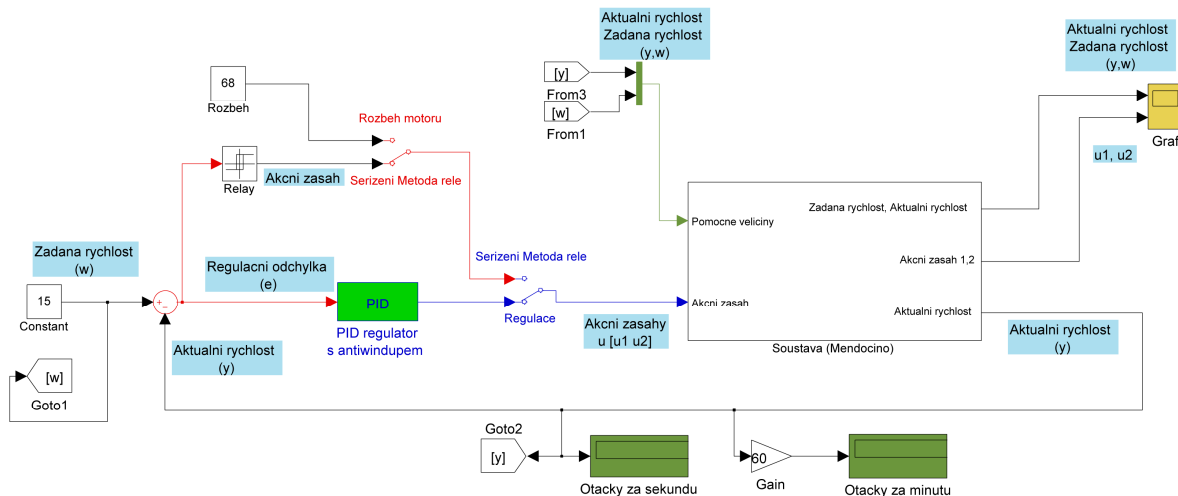 Aktualni rychlost
Zadana rychlost
(y,w)
[y]
From3
[w]
From1
Aktualni rychlost
Zadana rychlost
(y,w)
Graf
u1, u2
68
Rozbeh
Rozbeh motoru
Relay
Akcni zasah
Serizeni Metoda rele
Zadana rychlost
(w)
15
Constant
+
−
Regulacni odchylka
(e)
PID
PID regulator
s antiwindupem
Serizeni Metoda rele
Regulace
Akcni zasahy
u [u1 u2]
Pomocne veliciny
Akcni zasah
Zadana rychlost, Aktualni rychlost
Akcni zasah 1,2
Aktualni rychlost
Soustava (Mendocino)
Aktualni rychlost
(y)
Aktualni rychlost
(y)
[w]
Goto1
Goto2
[y]
Otacky za sekundu
60
Gain
Otacky za minutu